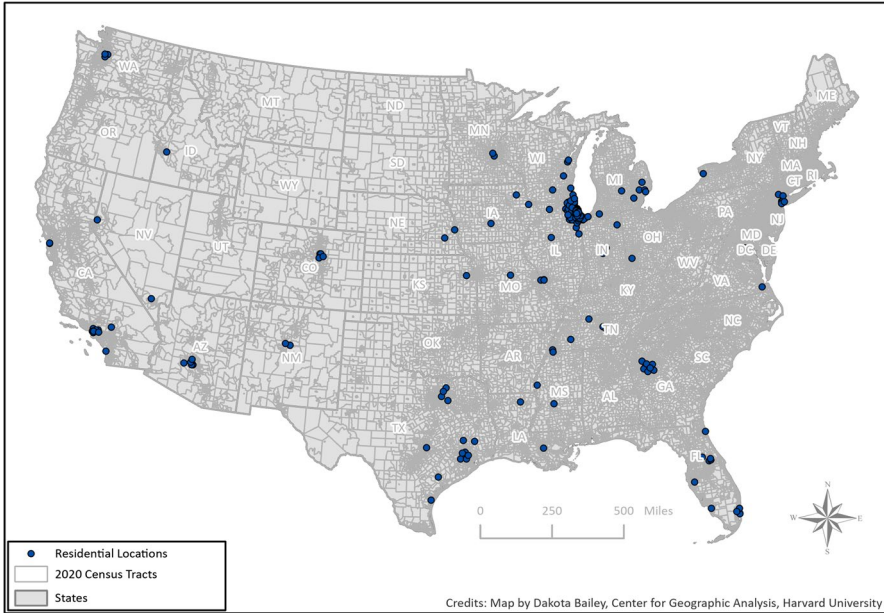 WA
MT
ND
MN
ME
OR
ID
SD
WI
MI
VT
NH
NY
MA
CT
RI
WY
IA
NE
PA
NJ
NV
UT
IL
IN
OH
MD
DC
DE
CA
CO
KS
MO
WV
VA
KY
AZ
NM
OK
AR
TN
NC
SC
MS
AL
GA
TX
LA
FL
N
W
E
S
0 250 500 Miles
Residential Locations
2020 Census Tracts
States
Credits: Map by Dakota Bailey, Center for Geographic Analysis, Harvard University